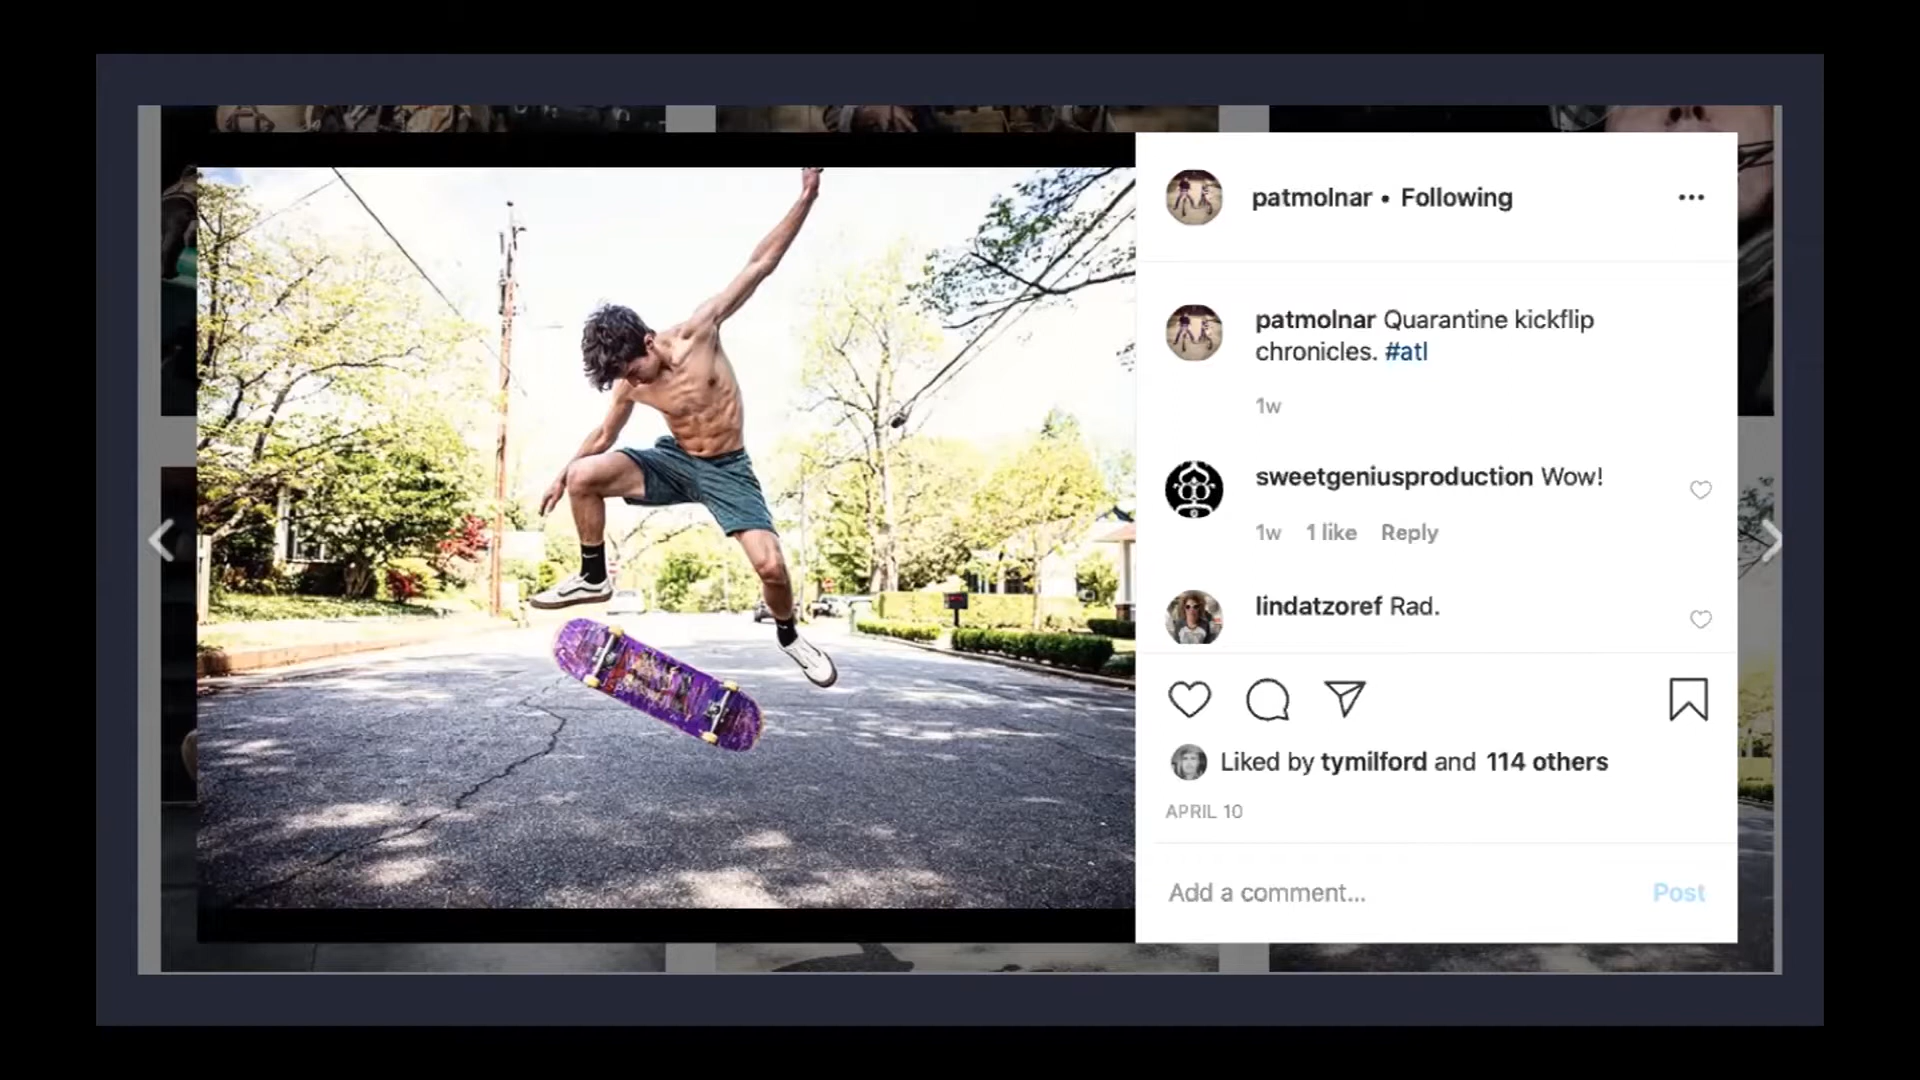 patmolnar • Following
patmolnar Quarantine kickflip
chronicles. #atl
1w
sweetgeniusproduction Wow!
1w 1 like Reply
lindatzoref Rad.
Liked by tymilford and 114 others
APRIL 10
Add a comment... Post